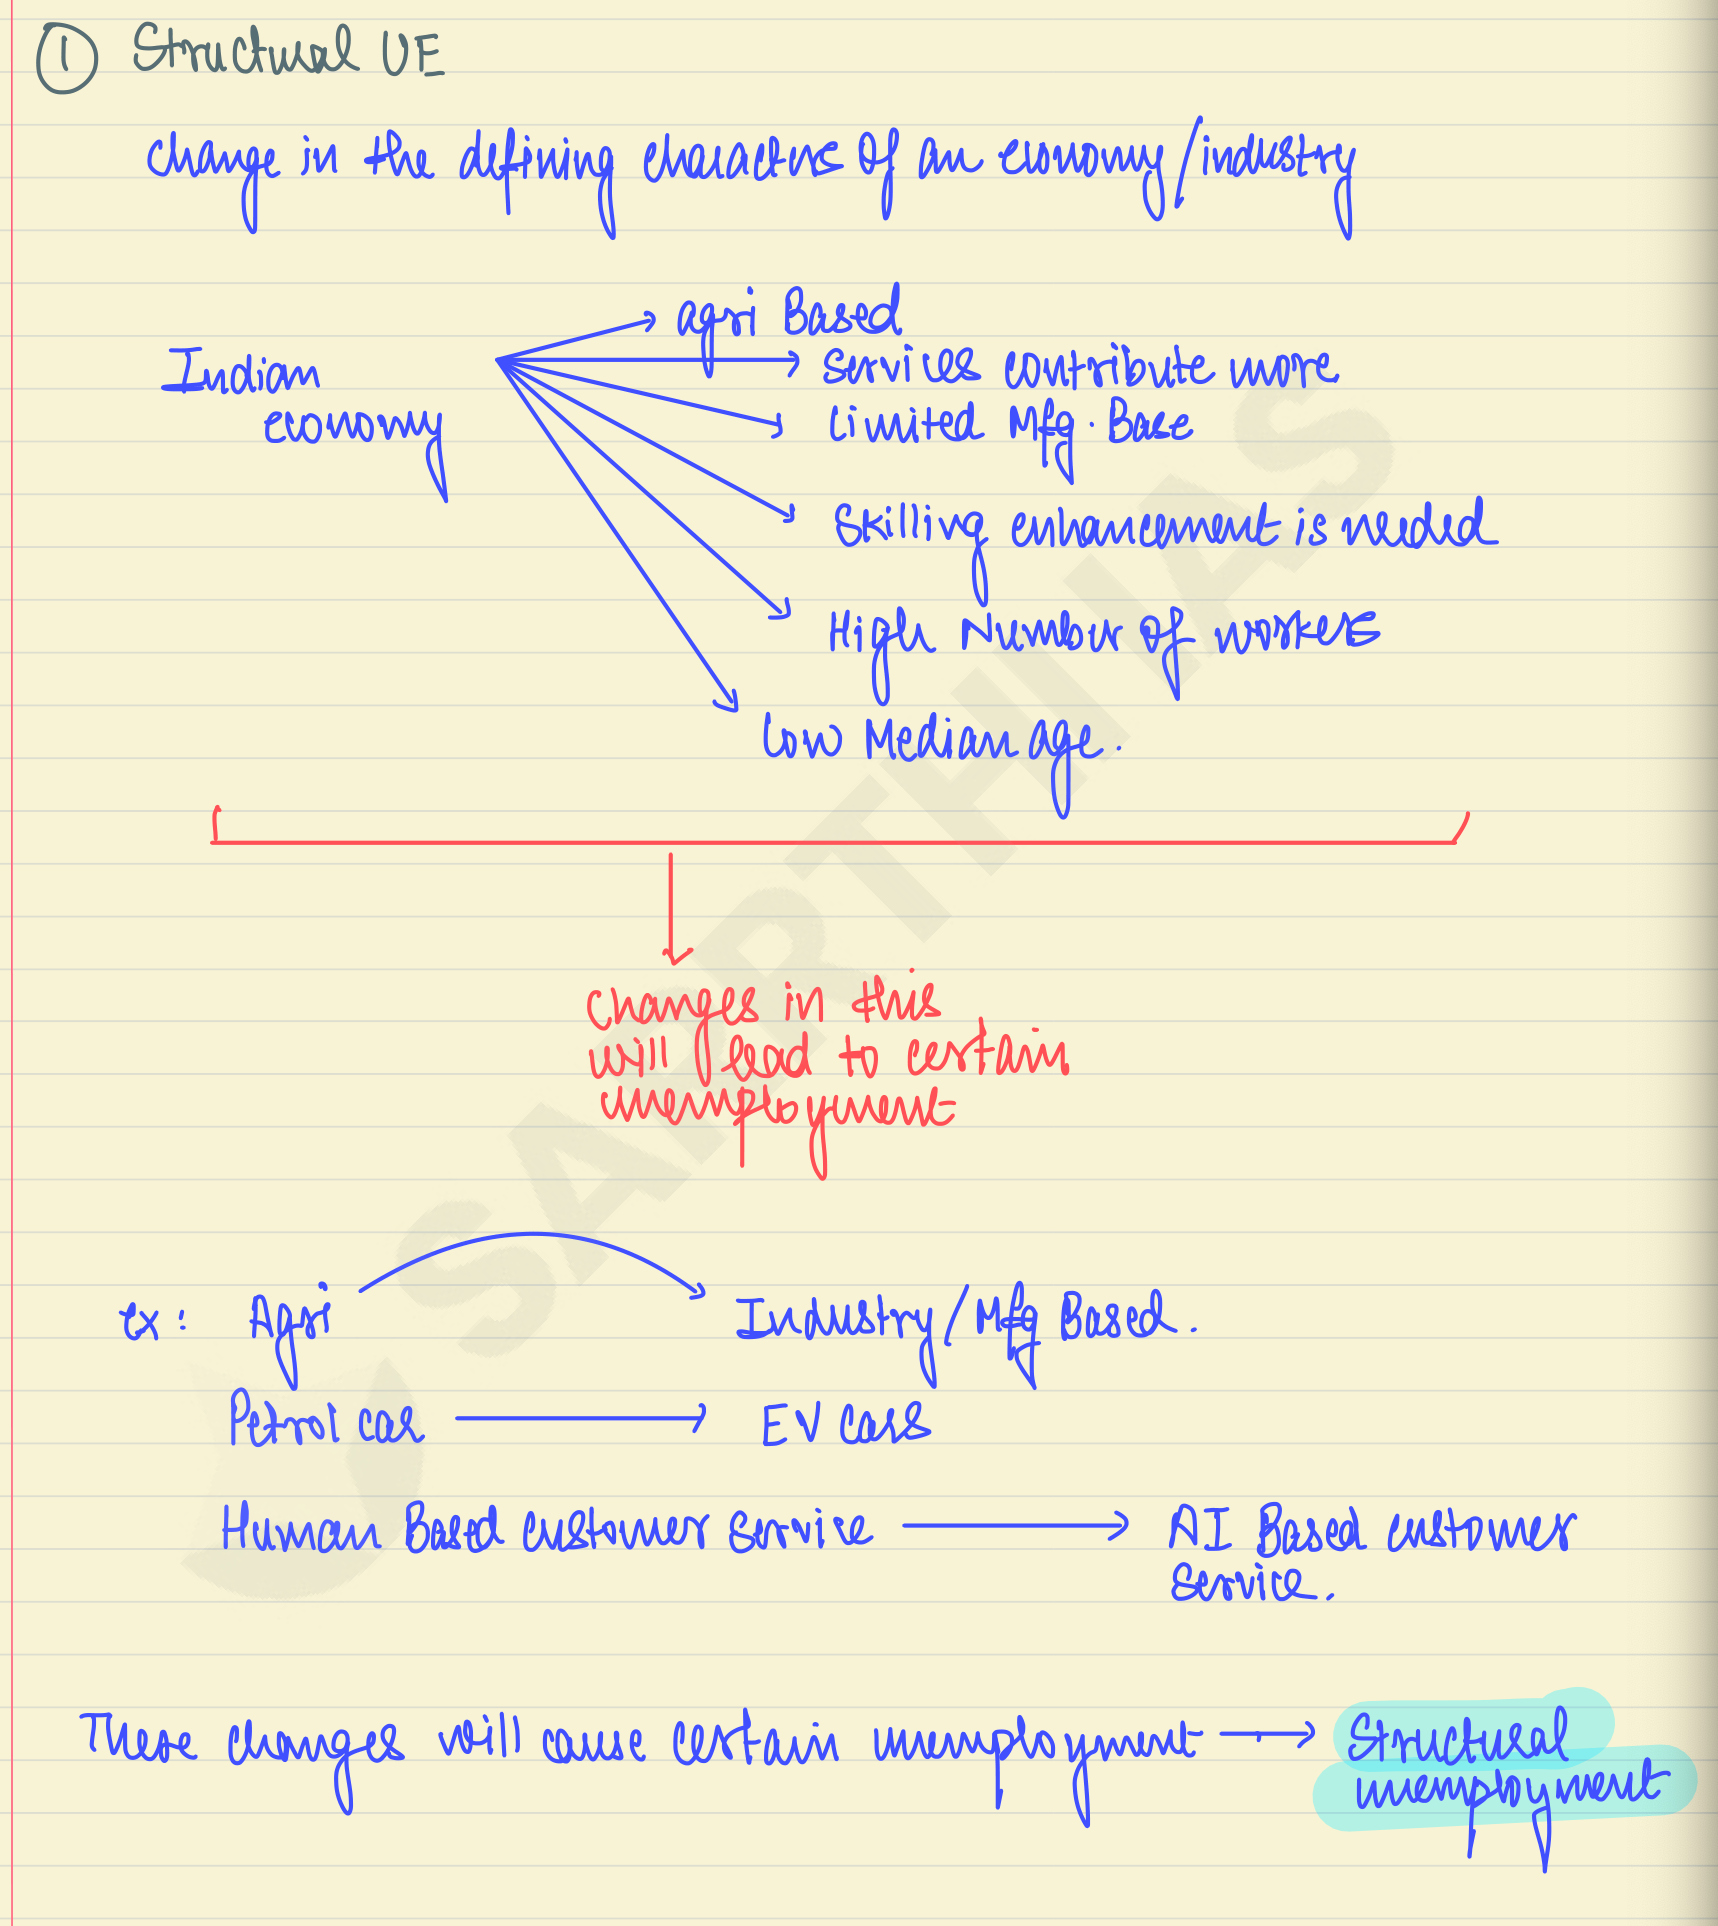 ① Structural UE
change in the defining characters of an economy/industry
agri Based
Indian
economy
Services contribute more
Limited Mfg. Base
Skilling enhancement is needed
High Number of workers
Low Median age.
Changes in this
will lead to certain
unemployment
ex: Agri Industry/Mfg Based.
Petrol car EV Cars
Human Based customer service AI Based customer
service.
These changes will cause certain unemployment Structural
unemployment
SARTHI IAS